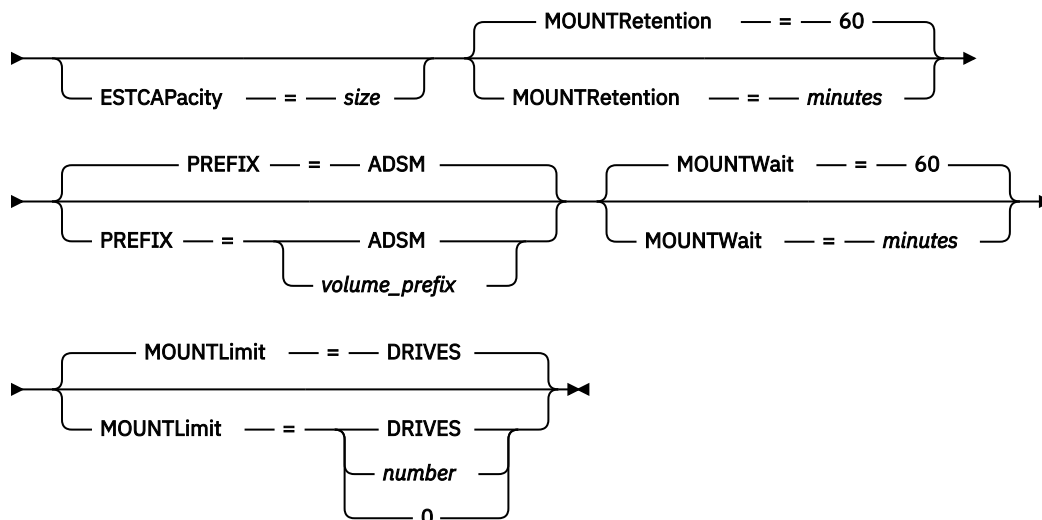 MOUNTRetention = 60
ESTCAPacity = size
MOUNTRetention = minutes
PREFIX = ADSM
MOUNTWait = 60
PREFIX = ADSM
MOUNTWait = minutes
volume_prefix
MOUNTLimit = DRIVES
MOUNTLimit = DRIVES
number
0